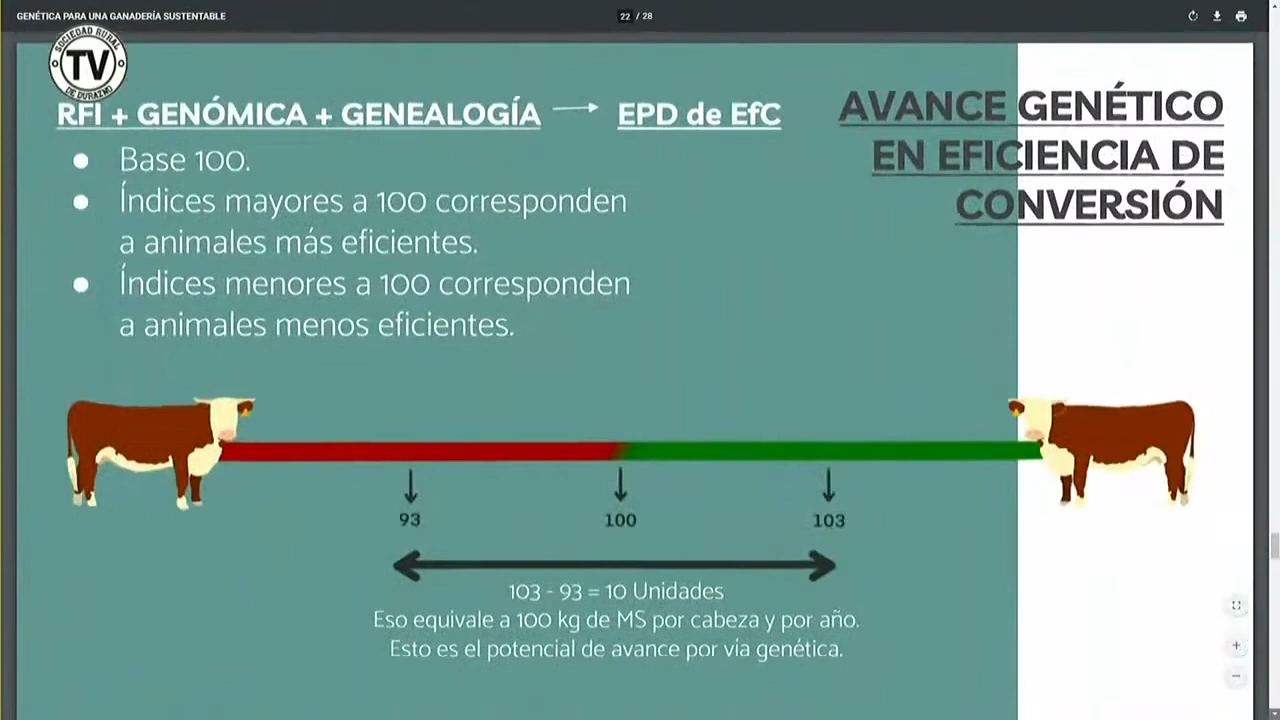 GENÉTICA PARA UNA GANADERÍA SUSTENTABLE
22 / 28
SOCIEDAD RURAL
TV
DE DURAZNO
RFI + GENÓMICA + GENEALOGÍA → EPD de EfC
AVANCE GENÉTICO
EN EFICIENCIA DE
CONVERSIÓN
● Base 100.
● Índices mayores a 100 corresponden
a animales más eficientes.
● Índices menores a 100 corresponden
a animales menos eficientes.
93 100 103
103 - 93 = 10 Unidades
Eso equivale a 100 kg de MS por cabeza y por año.
Esto es el potencial de avance por vía genética.